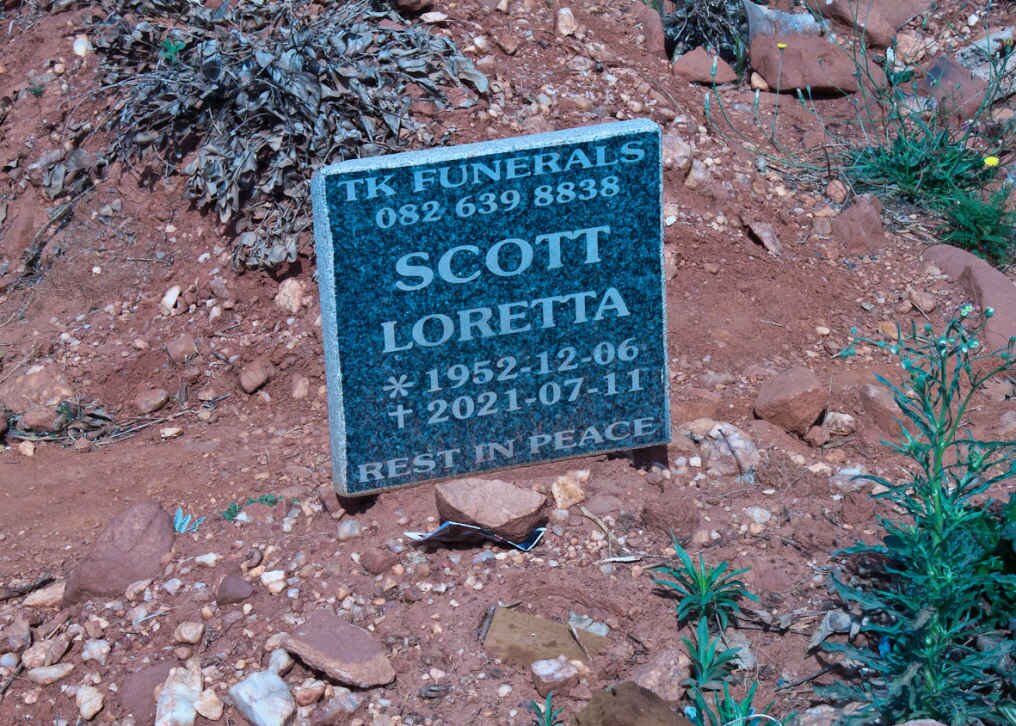 TK FUNERALS
082 639 8838
SCOTT
LORETTA
* 1952-12-06
✝ 2021-07-11
REST IN PEACE